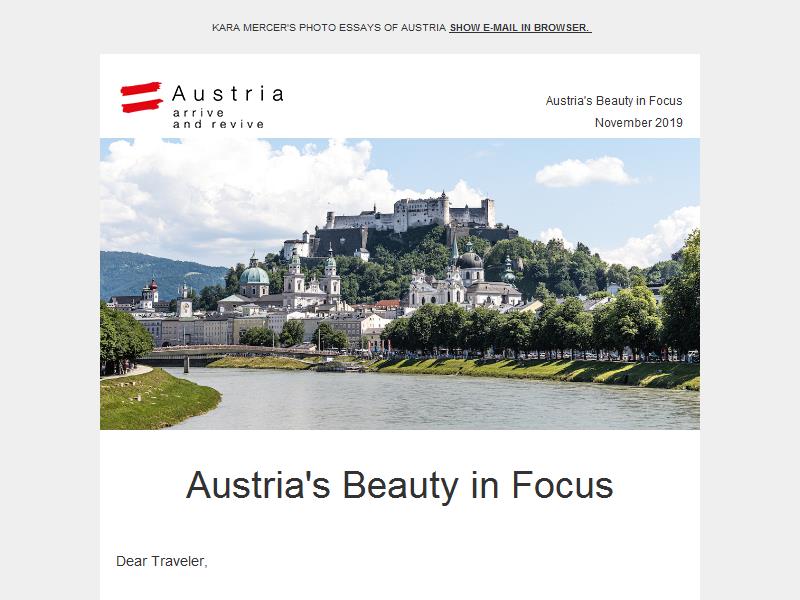 KARA MERCER'S PHOTO ESSAYS OF AUSTRIA SHOW E-MAIL IN BROWSER.
Austria
arrive
and revive
Austria's Beauty in Focus
November 2019
Austria's Beauty in Focus
Dear Traveler,